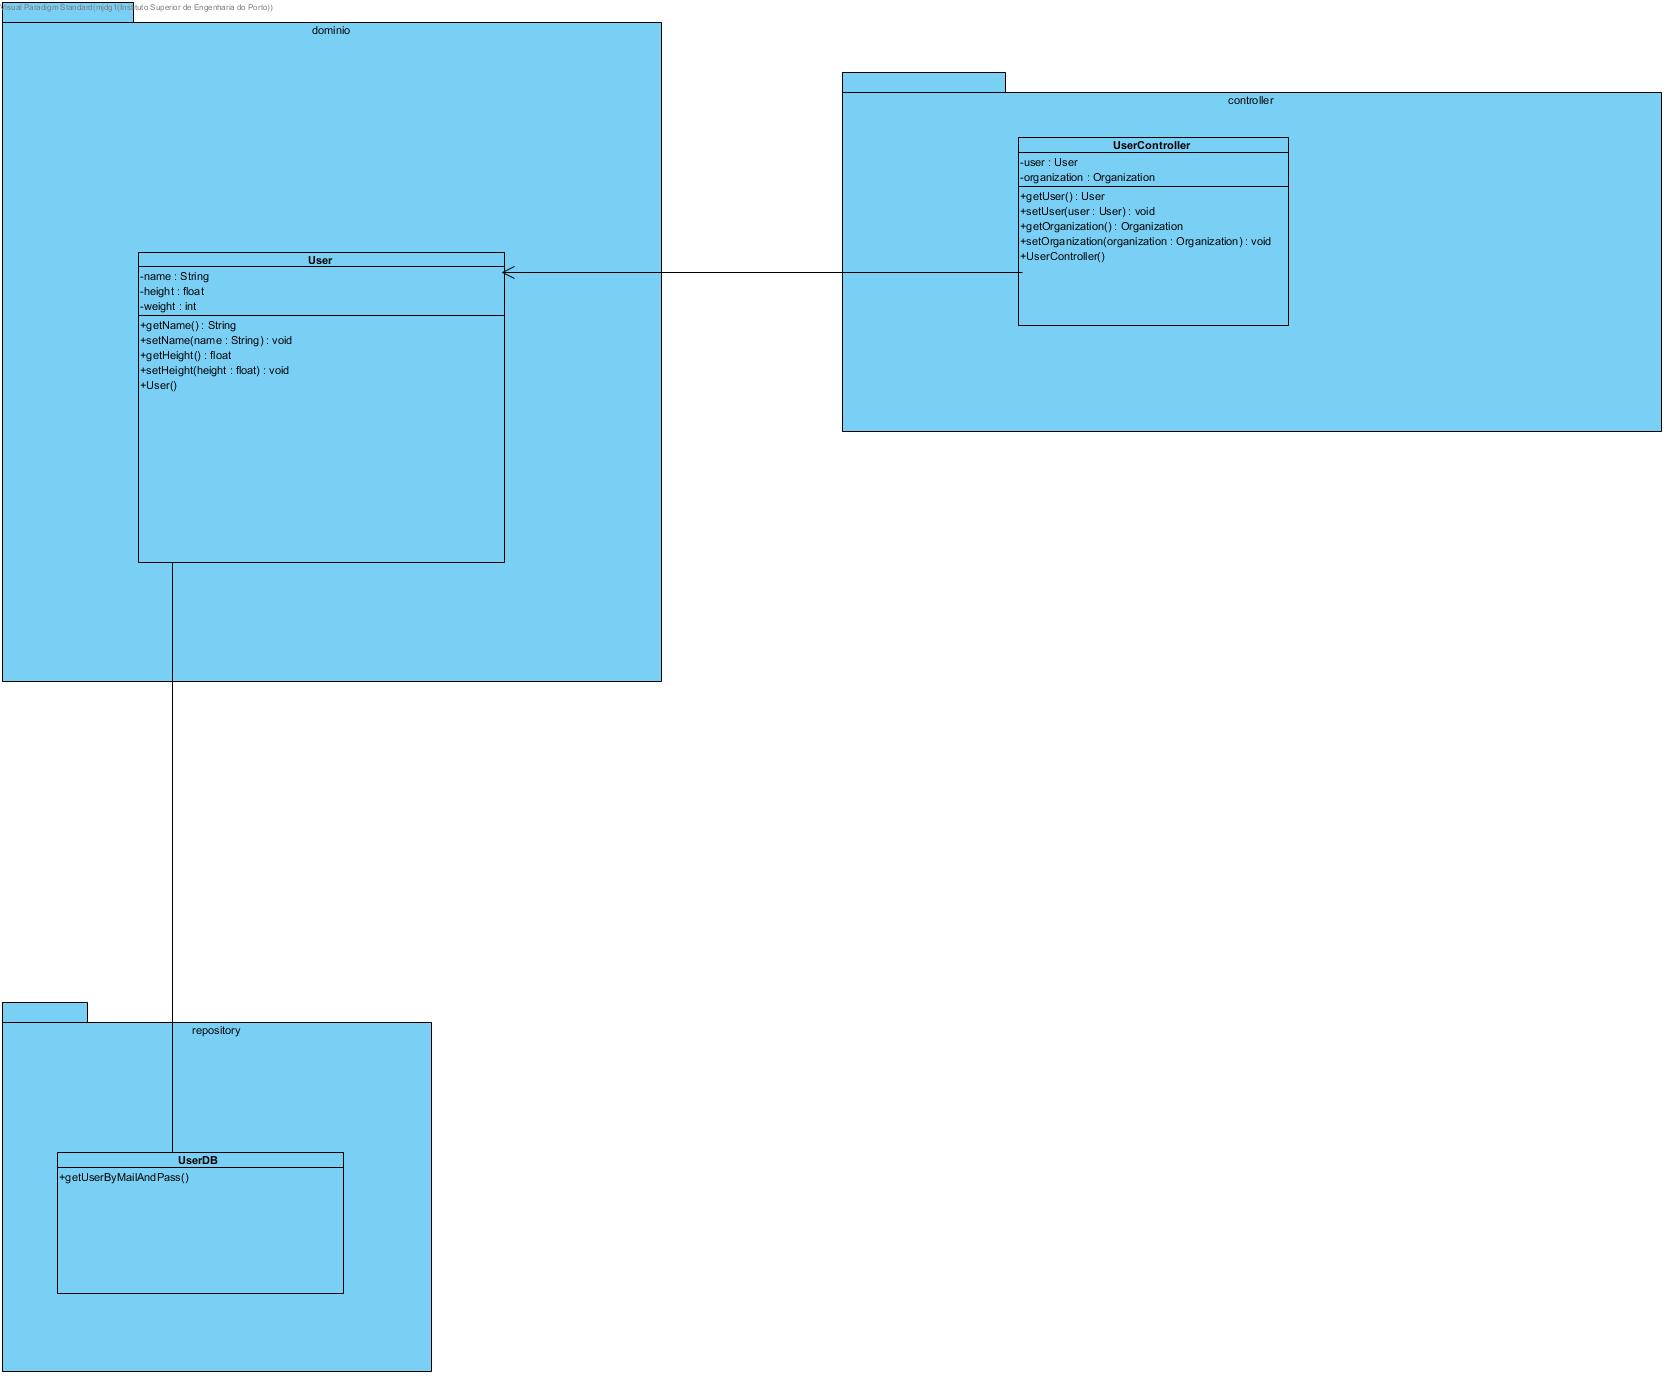 Visual Paradigm Standard(mjdg1(Instituto Superior de Engenharia do Porto))
dominio
controller
UserController
-user : User
-organization : Organization
+getUser() : User
+setUser(user : User) : void
+getOrganization() : Organization
+setOrganization(organization : Organization) : void
+UserController()
User
-name : String
-height : float
-weight : int
+getName() : String
+setName(name : String) : void
+getHeight() : float
+setHeight(height : float) : void
+User()
repository
UserDB
+getUserByMailAndPass()